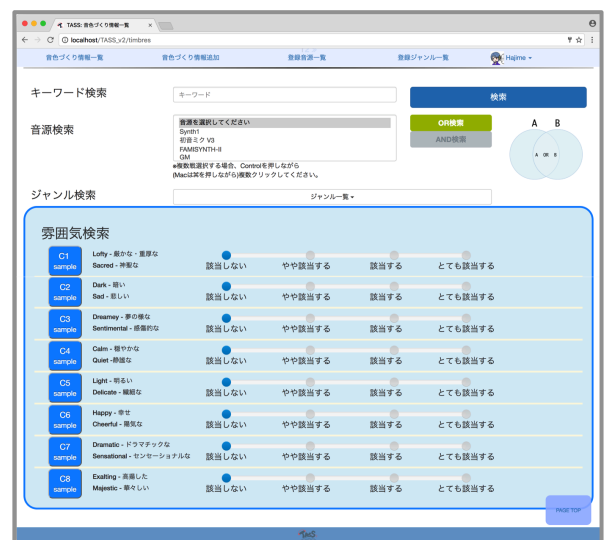 TASS: 音色づくり情報一覧
localhost/TASS_v2/timbres
音色づくり情報一覧 音色づくり情報追加 登録音源一覧 登録ジャンル一覧 Hajime
キーワード検索 キーワード 検索
音源検索 音源を選択してください
Synth1
初音ミク V3
FAMISYNTH-II
GM
OR検索
AND検索
A B
A OR B
※複数戦選択する場合、Controlを押しながら
(Macは⌘を押しながら)複数クリックしてください。
ジャンル検索 ジャンル一覧
雰囲気検索
C1 sample Lofty - 厳かな・重厚な
Sacred - 神聖な 該当しない やや該当する 該当する とても該当する
C2 sample Dark - 暗い
Sad - 悲しい 該当しない やや該当する 該当する とても該当する
C3 sample Dreamey - 夢の様な
Sentimental - 感傷的な 該当しない やや該当する 該当する とても該当する
C4 sample Calm - 穏やかな
Quiet -静謐な 該当しない やや該当する 該当する とても該当する
C5 sample Light - 明るい
Delicate - 繊細な 該当しない やや該当する 該当する とても該当する
C6 sample Happy - 幸せ
Cheerful - 陽気な 該当しない やや該当する 該当する とても該当する
C7 sample Dramatic - ドラマチックな
Sensational - センセーショナルな 該当しない やや該当する 該当する とても該当する
C8 sample Exalting - 高揚した
Majestic - 華々しい 該当しない やや該当する 該当する とても該当する
PAGE TOP
TASS